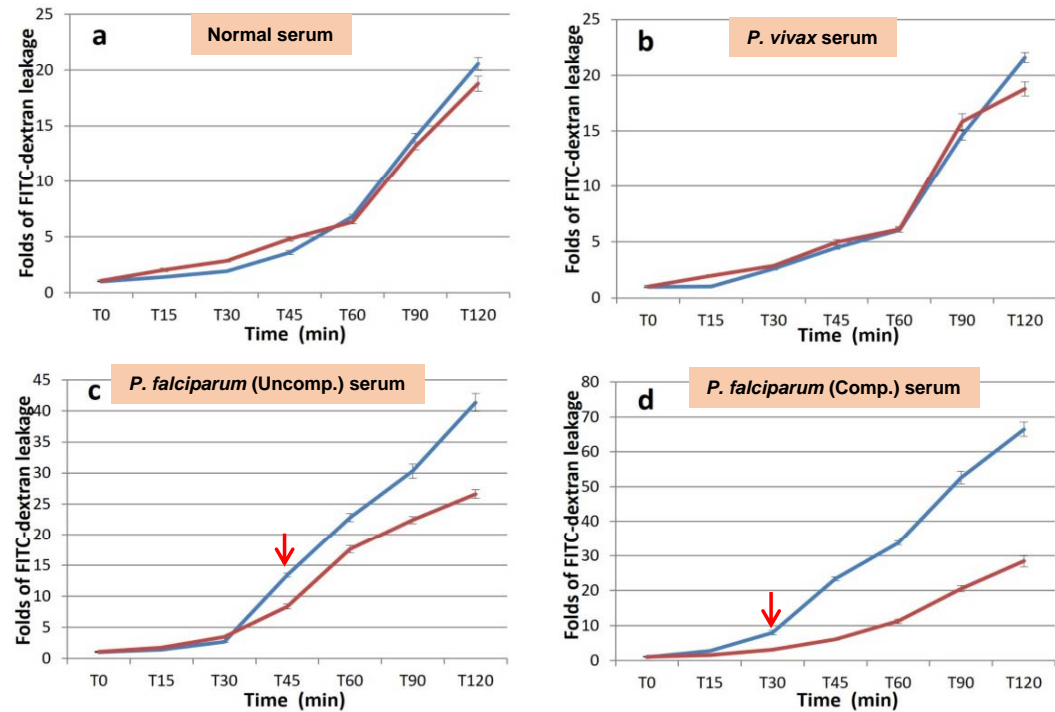 a
Normal serum
Folds of FITC-dextran leakage
25
20
15
10
5
0
T0 T15 T30 T45 T60 T90 T120
Time (min)
b
P. vivax serum
Folds of FITC-dextran leakage
25
20
15
10
5
0
T0 T15 T30 T45 T60 T90 T120
Time (min)
c
P. falciparum (Uncomp.) serum
Folds of FITC-dextran leakage
45
40
35
30
25
20
15
10
5
0
T0 T15 T30 T45 T60 T90 T120
Time (min)
d
P. falciparum (Comp.) serum
Folds of FITC-dextran leakage
80
70
60
50
40
30
20
10
0
T0 T15 T30 T45 T60 T90 T120
Time (min)